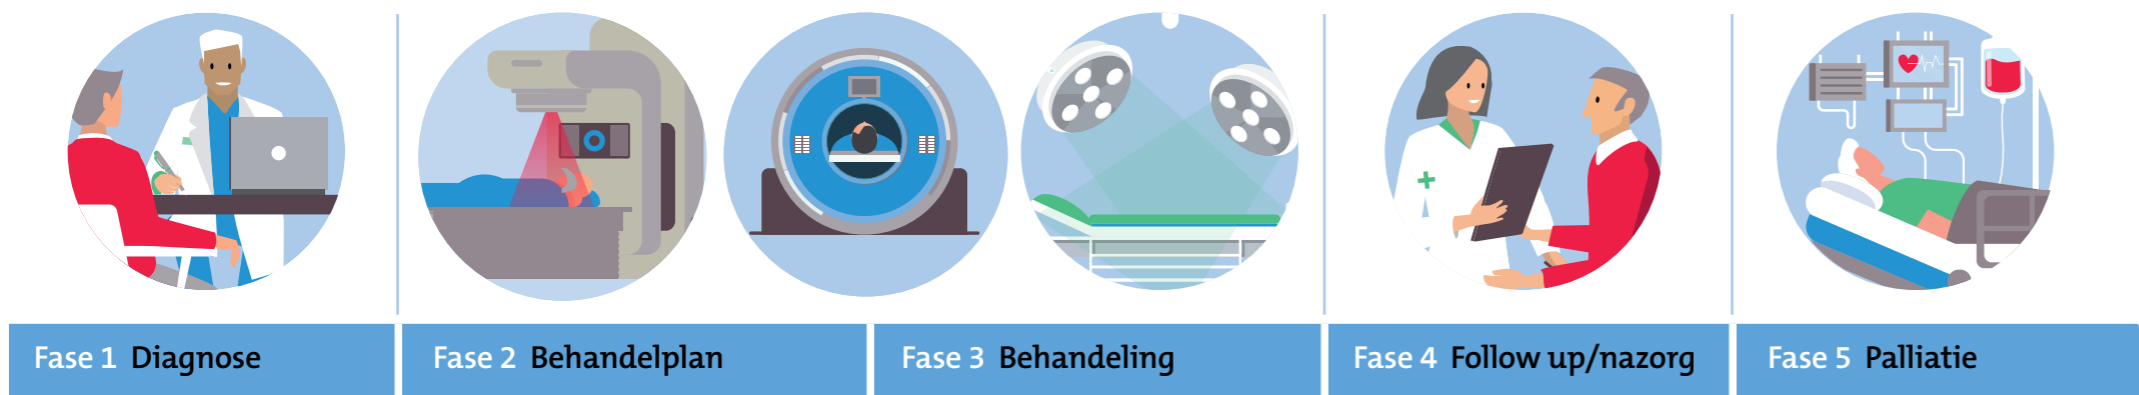 Fase 1 Diagnose
Fase 2 Behandelplan
Fase 3 Behandeling
Fase 4 Follow up/nazorg
Fase 5 Palliatie